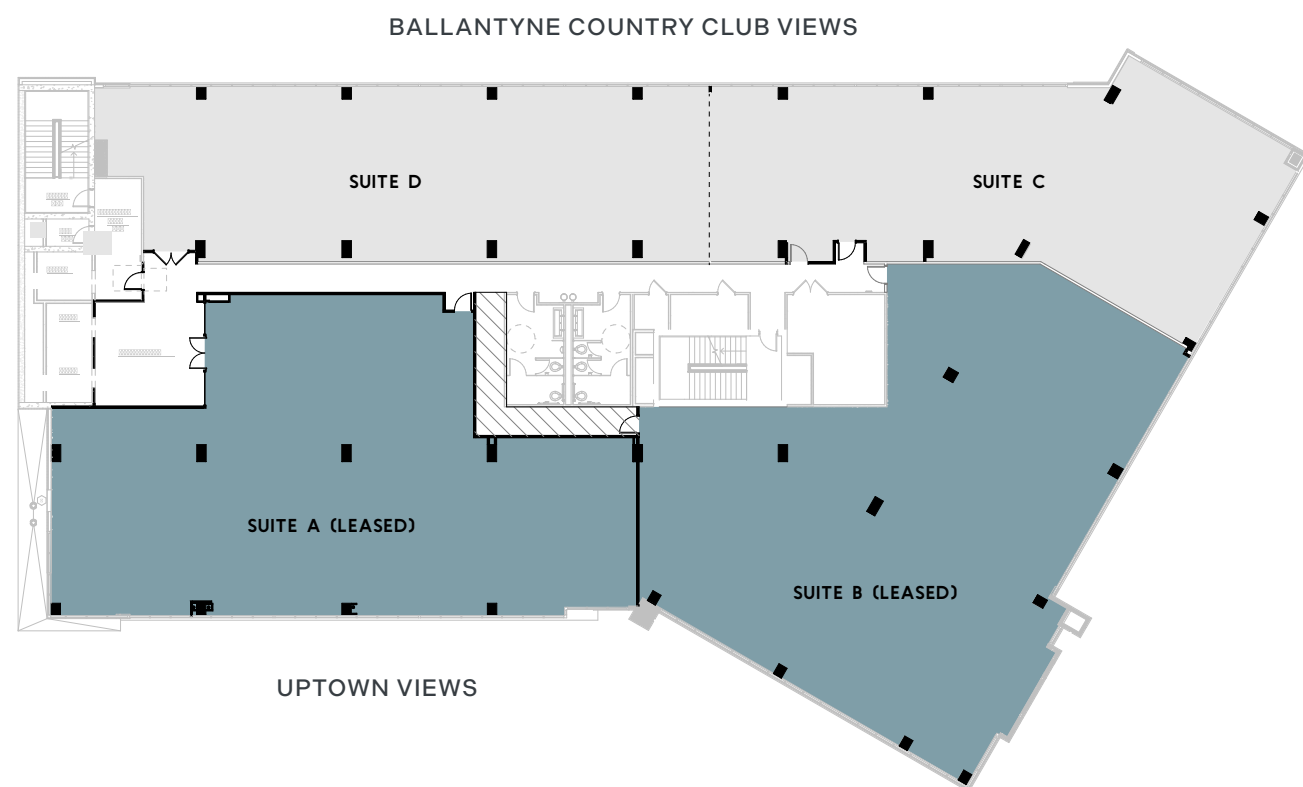 BALLANTYNE COUNTRY CLUB VIEWS
SUITE D
SUITE C
SUITE A (LEASED)
SUITE B (LEASED)
UPTOWN VIEWS